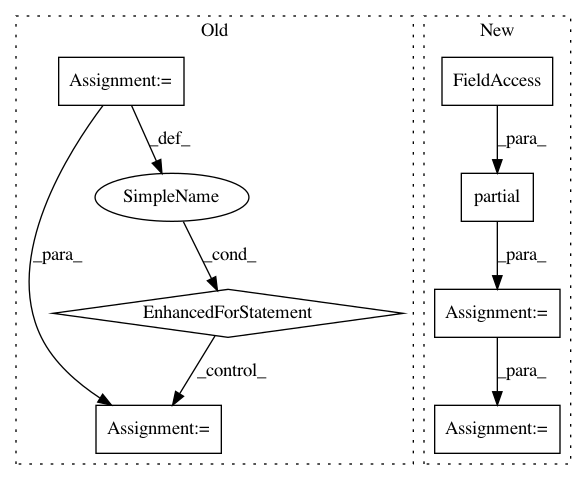 Old
New
Assignment:=
FieldAccess
_def_
_para_
SimpleName
partial
_para_
_cond_
_para_
EnhancedForStatement
Assignment:=
_control_
_para_
Assignment:=
Assignment:=